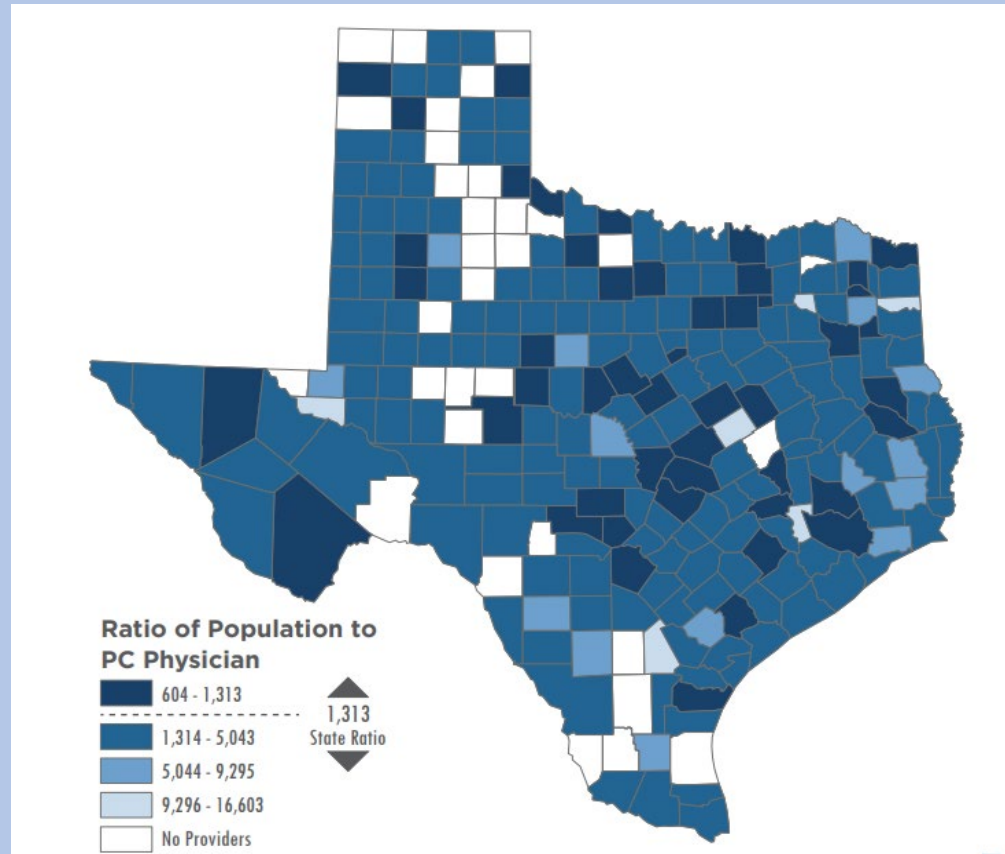 Ratio of Population to
PC Physician
604 - 1,313
1,313
State Ratio
1,314 - 5,043
5,044 - 9,295
9,296 - 16,603
No Providers